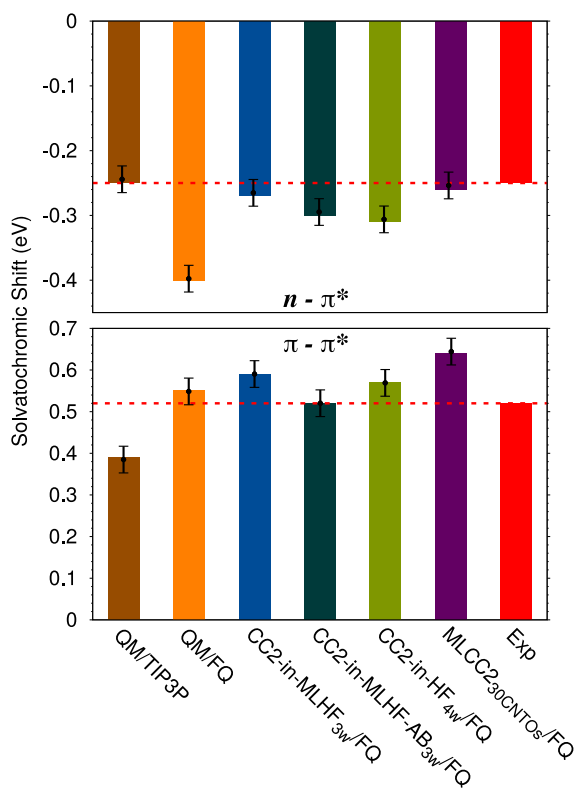 0
-0.1
-0.2
-0.3
-0.4
n - π*
0.7
π - π*
0.6
0.5
0.4
0.3
0.2
0.1
0
Solvatochromic Shift (eV)
QM/TIP3P
QM/FQ
CC2-in-MLHF3w/FQ
CC2-in-MLHF-AB3w/FQ
CC2-in-HF4w/FQ
MLCC230CNTOs/FQ
Exp